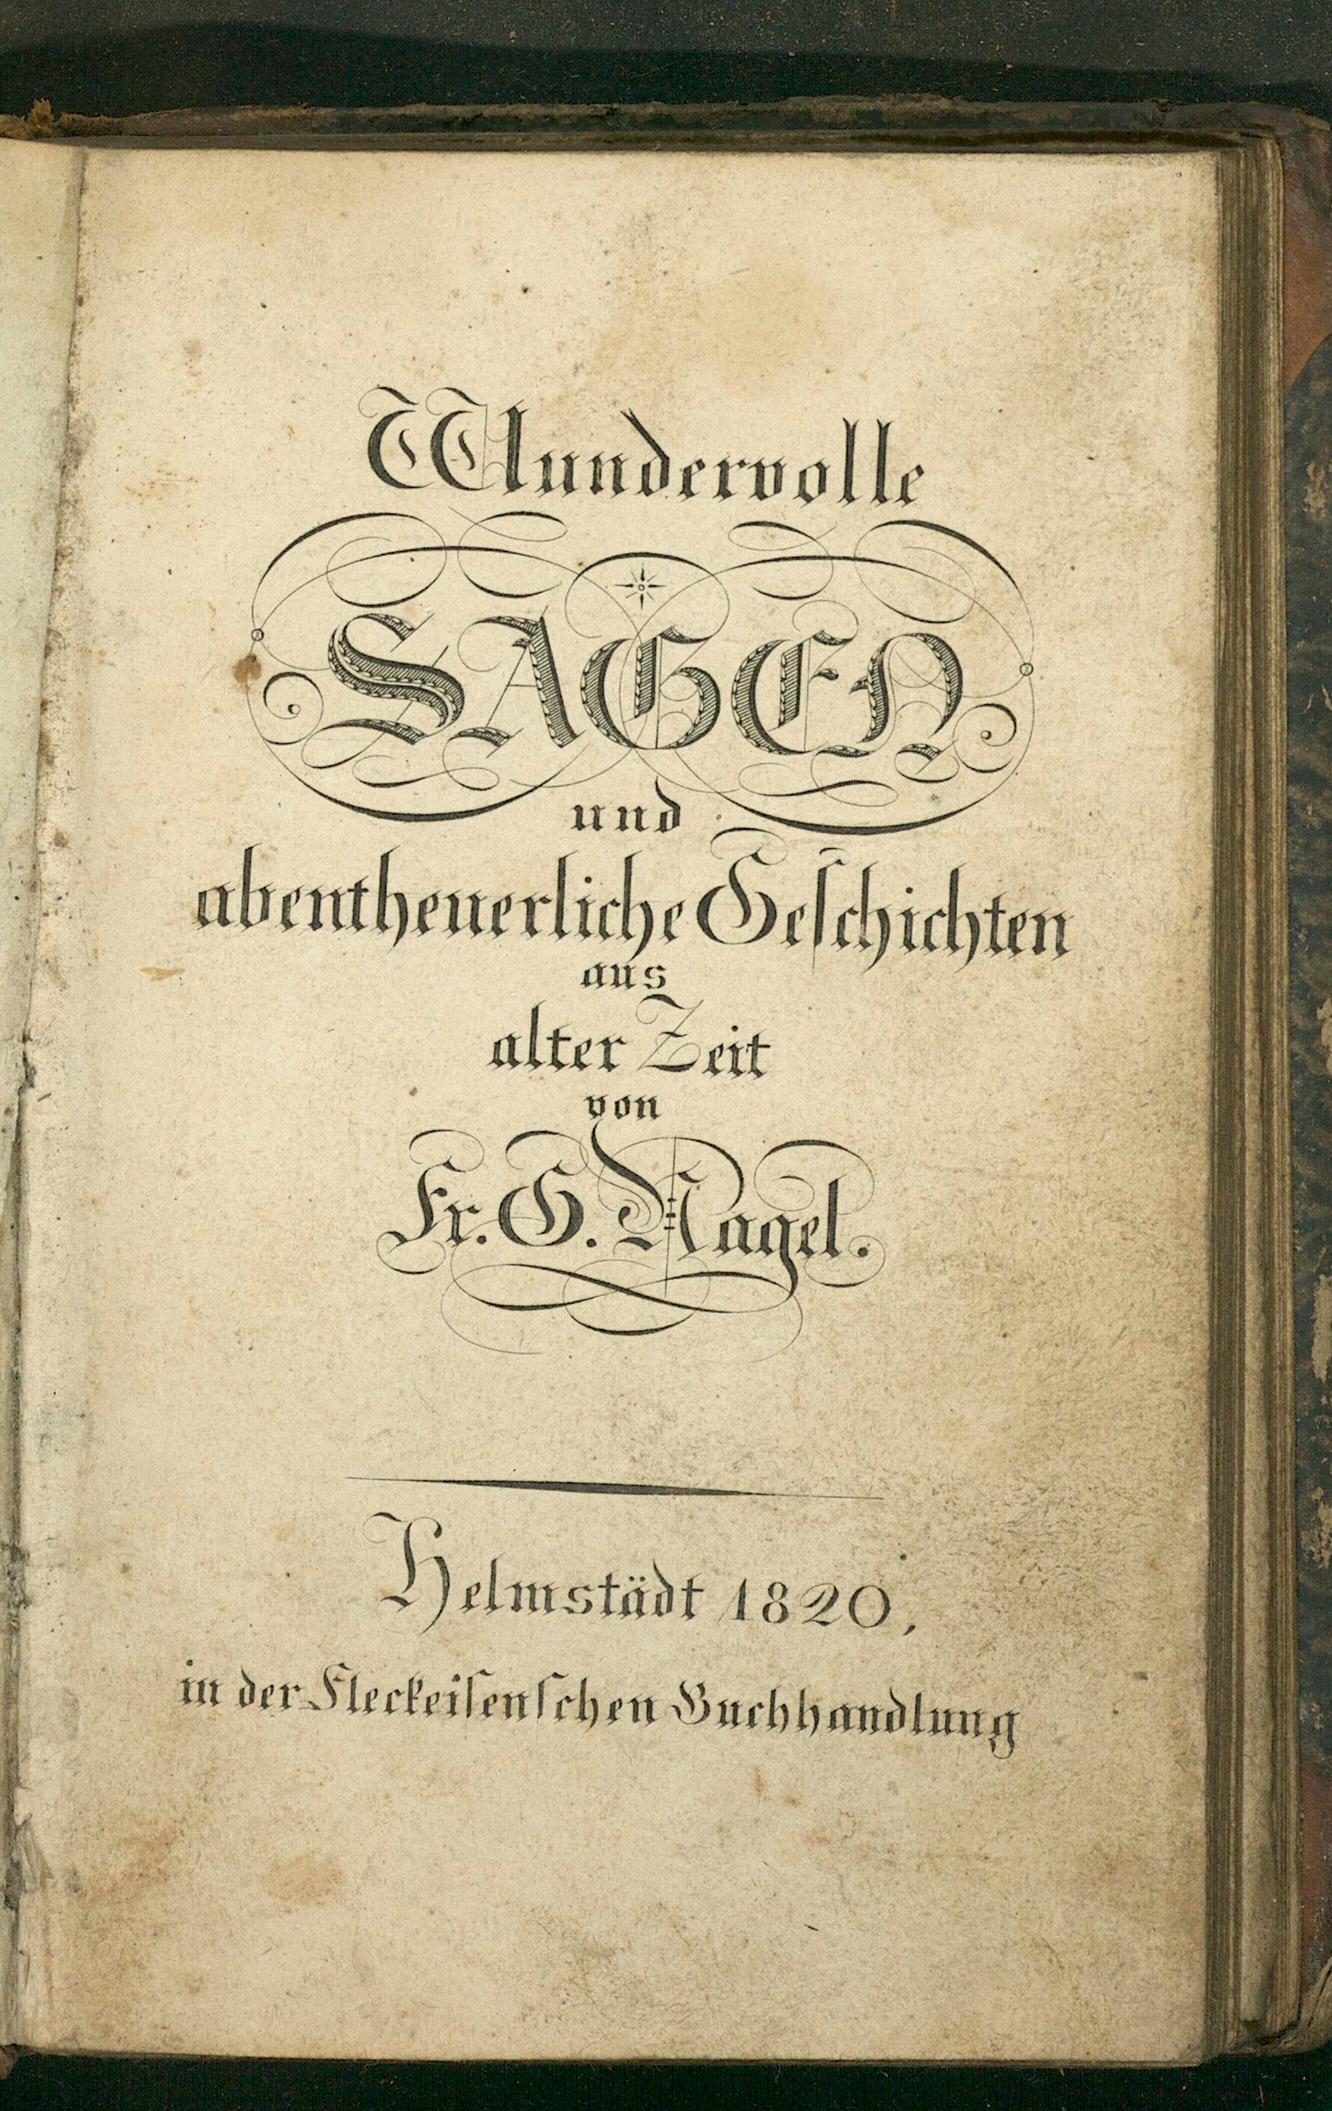 Wundervolle
SAGEN
und
abentheuerliche Geſchichten
aus
alter Zeit
von
Fr. G. Nagel.
Helmstädt 1820,
in der Fleckeiſenſchen Buchhandlung